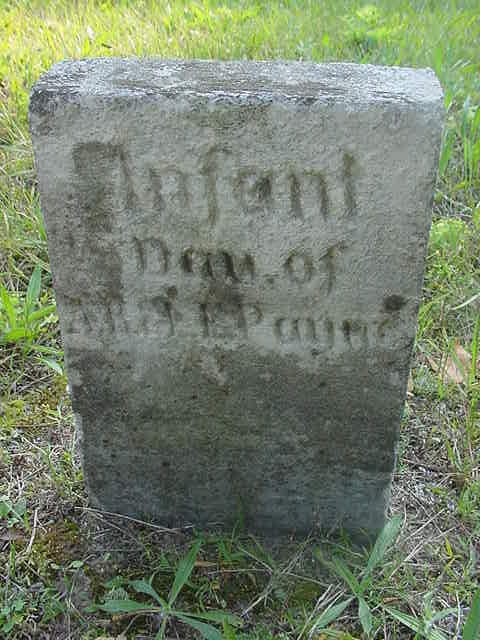 Infant
Dau. of
Payne